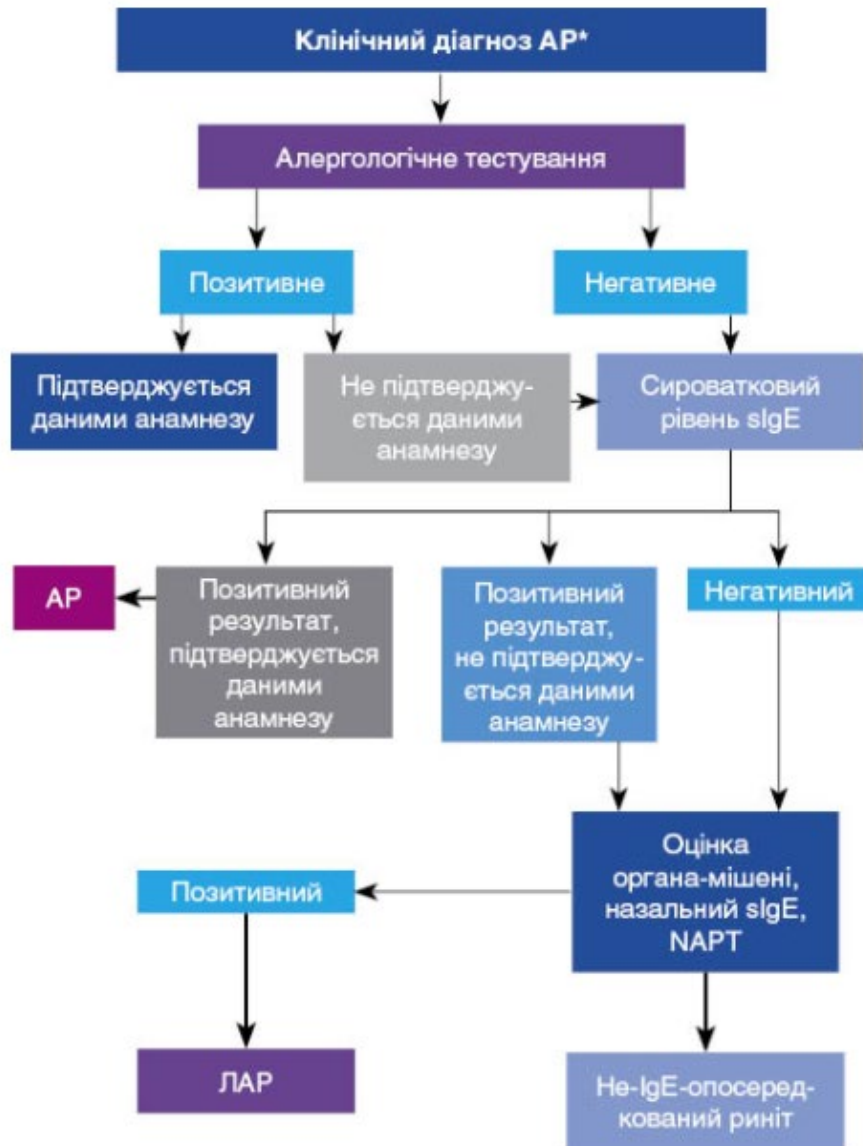 Клінічний діагноз АР*
Алергологічне тестування
Позитивне
Негативне
Підтверджується
даними анамнезу
Не підтверджу-
ється даними
анамнезу
Сироватковий
рівень sIgE
АР
Позитивний
результат,
підтверджується
даними
анамнезу
Позитивний
результат,
не підтверджу-
ється даними
анамнезу
Негативний
Оцінка
органа-мішені,
назальний sIgE,
NAPT
Позитивний
ЛАР
Не-IgE-опосеред-
кований риніт